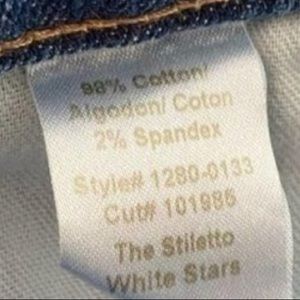 98% Cotton/
Algodon/ Coton
2% Spandex
Style# 1280-0133
Cut# 101985
The Stiletto
White Stars